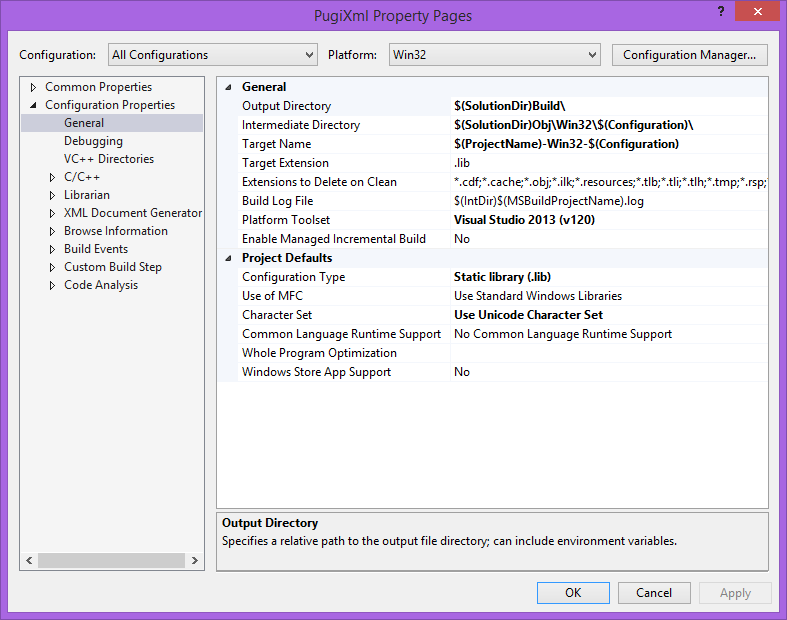 PugiXml Property Pages
?
Configuration: All Configurations Platform: Win32 Configuration Manager...
Common Properties
Configuration Properties
General
Debugging
VC++ Directories
C/C++
Librarian
XML Document Generator
Browse Information
Build Events
Custom Build Step
Code Analysis
General
Output Directory $(SolutionDir)Build\
Intermediate Directory $(SolutionDir)Obj\Win32\$(Configuration)\
Target Name $(ProjectName)-Win32-$(Configuration)
Target Extension .lib
Extensions to Delete on Clean *.cdf;*.cache;*.obj;*.ilk;*.resources;*.tlb;*.tli;*.tlh;*.tmp;*.rsp;*
Build Log File $(IntDir)$(MSBuildProjectName).log
Platform Toolset Visual Studio 2013 (v120)
Enable Managed Incremental Build No
Project Defaults
Configuration Type Static library (.lib)
Use of MFC Use Standard Windows Libraries
Character Set Use Unicode Character Set
Common Language Runtime Support No Common Language Runtime Support
Whole Program Optimization
Windows Store App Support No
Output Directory
Specifies a relative path to the output file directory; can include environment variables.
OK Cancel Apply